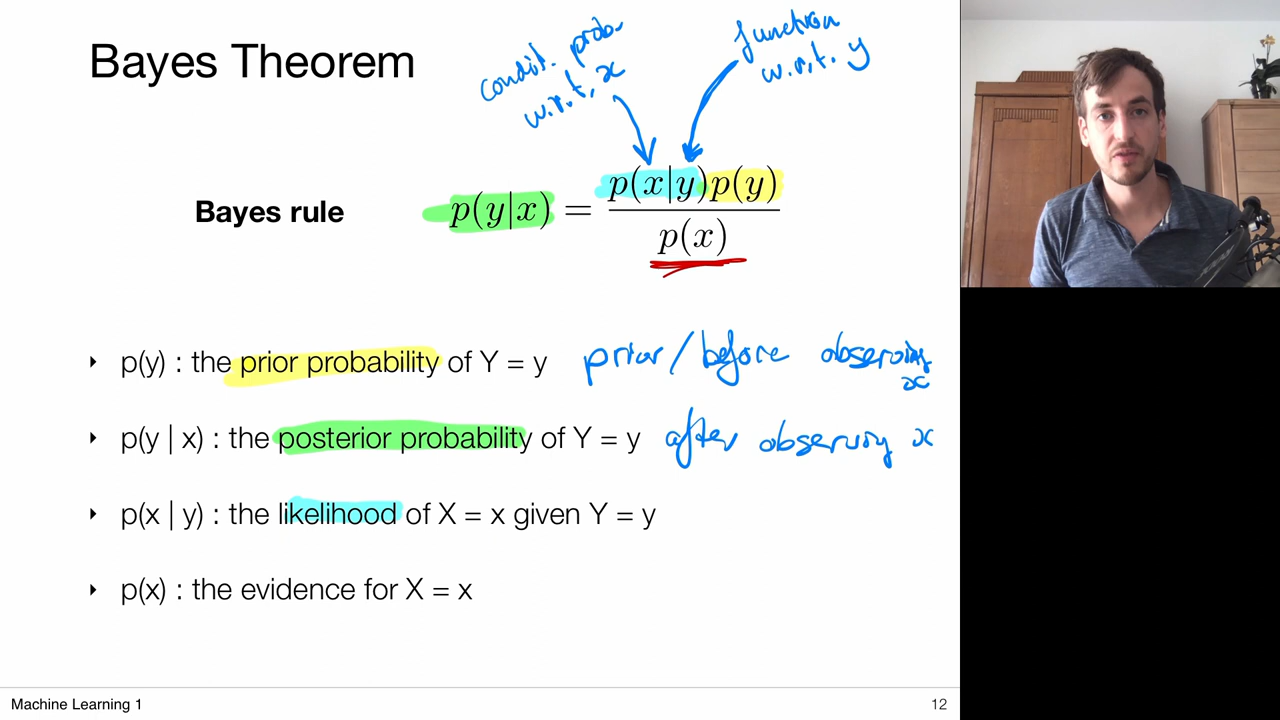 Bayes Theorem
condit. prob.
w.r.t. x
function
w.r.t. y
Bayes rule p(y|x) = p(x|y)p(y) / p(x)
‣ p(y) : the prior probability of Y = y prior / before observing x
‣ p(y | x) : the posterior probability of Y = y after observing x
‣ p(x | y) : the likelihood of X = x given Y = y
‣ p(x) : the evidence for X = x
Machine Learning 1 12